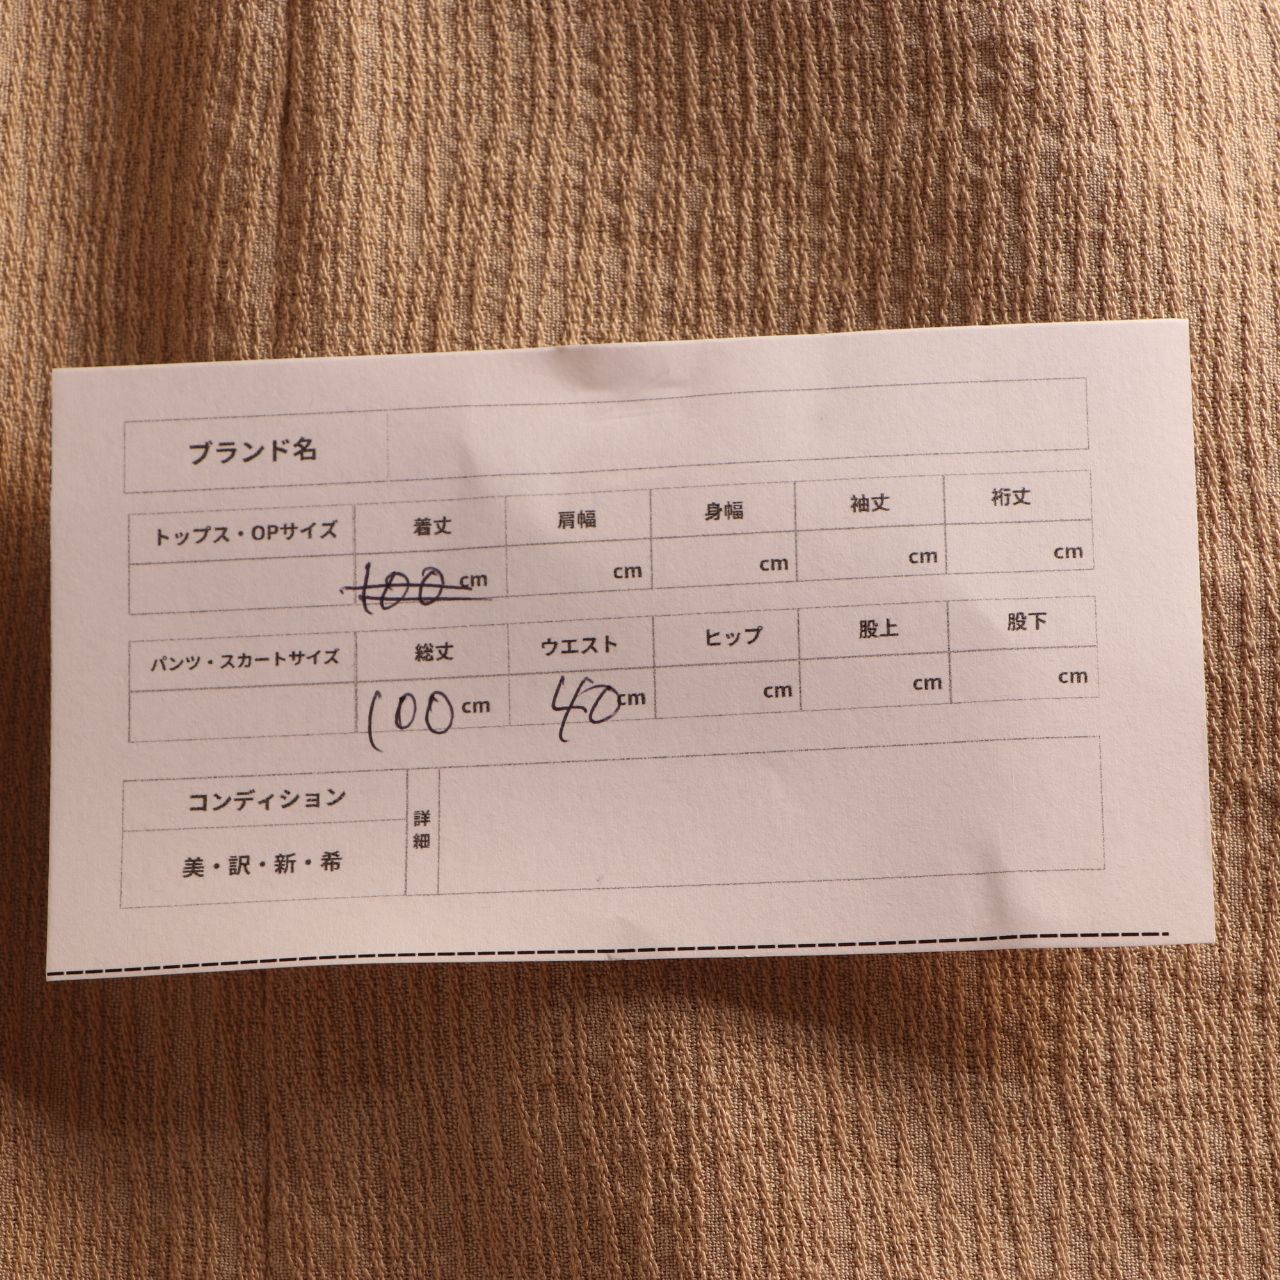 ブランド名
トップス・OPサイズ 着丈 肩幅 身幅 袖丈 裄丈
100 cm cm cm cm cm
パンツ・スカートサイズ 総丈 ウエスト ヒップ 股上 股下
100 cm 40 cm cm cm cm
コンディション 詳細
美・訳・新・希